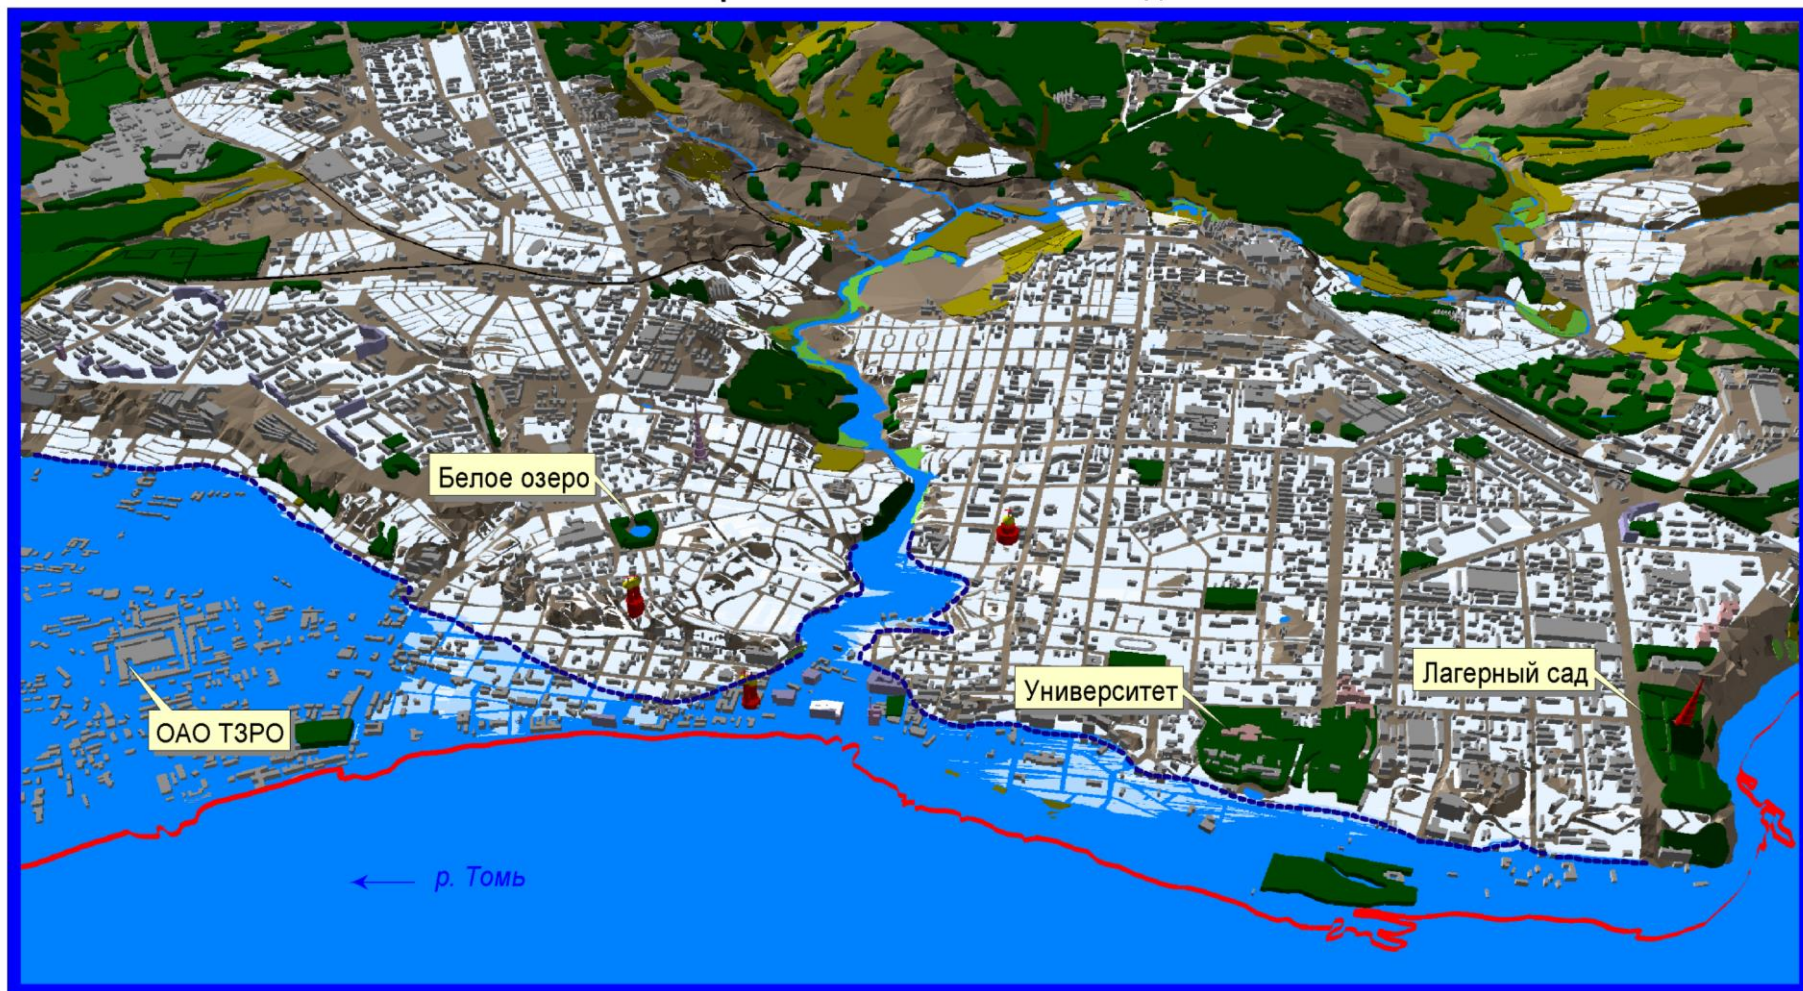 Белое озеро
Университет
Лагерный сад
ОАО ТЗРО
р. Томь